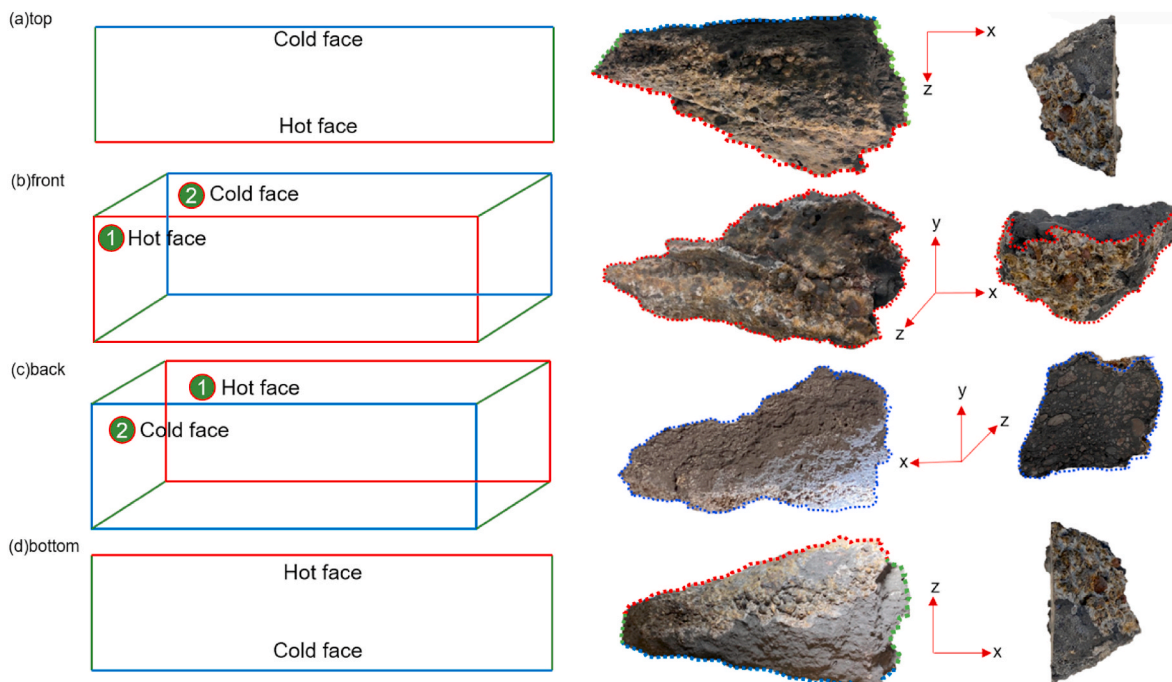 (a)top
Cold face
Hot face
x
z
(b)front
2 Cold face
1 Hot face
y
x
z
(c)back
1 Hot face
2 Cold face
y
z
x
(d)bottom
Hot face
Cold face
z
x